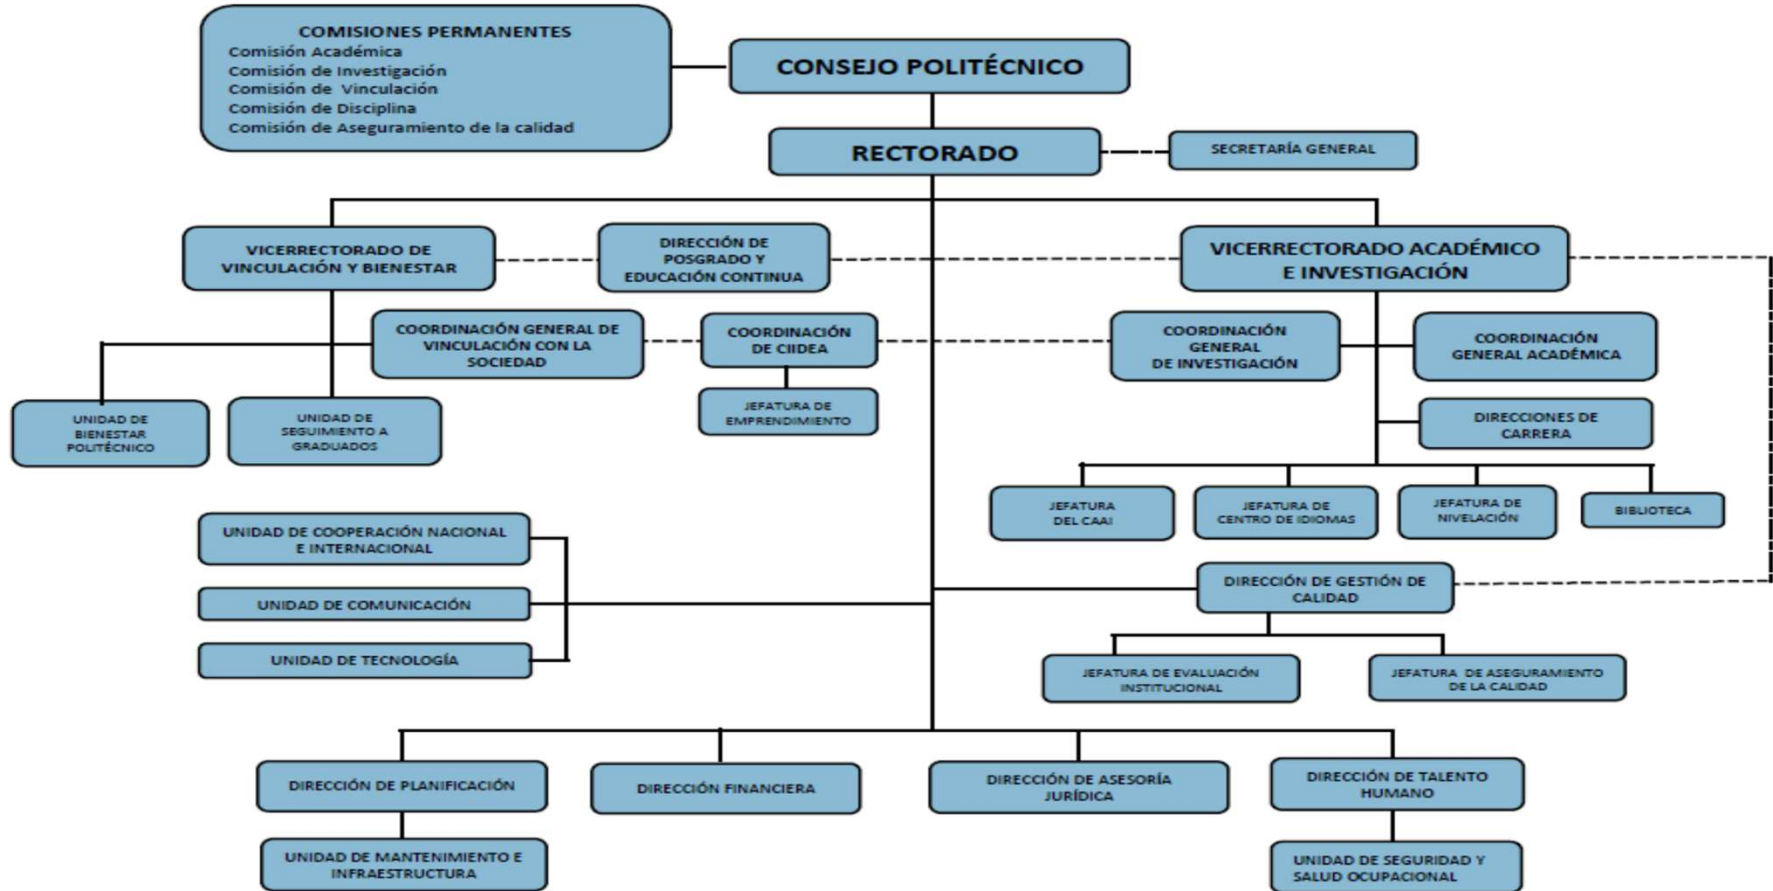 COMISIONES PERMANENTES
Comisión Académica
Comisión de Investigación
Comisión de Vinculación
Comisión de Disciplina
Comisión de Aseguramiento de la calidad
CONSEJO POLITÉCNICO
RECTORADO
SECRETARÍA GENERAL
VICERRECTORADO DE
VINCULACIÓN Y BIENESTAR
DIRECCIÓN DE
POSGRADO Y
EDUCACIÓN CONTINUA
VICERRECTORADO ACADÉMICO
E INVESTIGACIÓN
COORDINACIÓN GENERAL DE
VINCULACIÓN CON LA
SOCIEDAD
COORDINACIÓN
DE CIIDEA
COORDINACIÓN
GENERAL
DE INVESTIGACIÓN
COORDINACIÓN
GENERAL ACADÉMICA
UNIDAD DE
BIENESTAR
POLITÉCNICO
UNIDAD DE
SEGUIMIENTO A
GRADUADOS
JEFATURA DE
EMPRENDIMIENTO
DIRECCIONES DE
CARRERA
JEFATURA
DEL CAAI
JEFATURA DE
CENTRO DE IDIOMAS
JEFATURA DE
NIVELACIÓN
BIBLIOTECA
UNIDAD DE COOPERACIÓN NACIONAL
E INTERNACIONAL
UNIDAD DE COMUNICACIÓN
UNIDAD DE TECNOLOGÍA
DIRECCIÓN DE GESTIÓN DE
CALIDAD
JEFATURA DE EVALUACIÓN
INSTITUCIONAL
JEFATURA DE ASEGURAMIENTO
DE LA CALIDAD
DIRECCIÓN DE PLANIFICACIÓN
DIRECCIÓN FINANCIERA
DIRECCIÓN DE ASESORÍA
JURÍDICA
DIRECCIÓN DE TALENTO
HUMANO
UNIDAD DE MANTENIMIENTO E
INFRAESTRUCTURA
UNIDAD DE SEGURIDAD Y
SALUD OCUPACIONAL